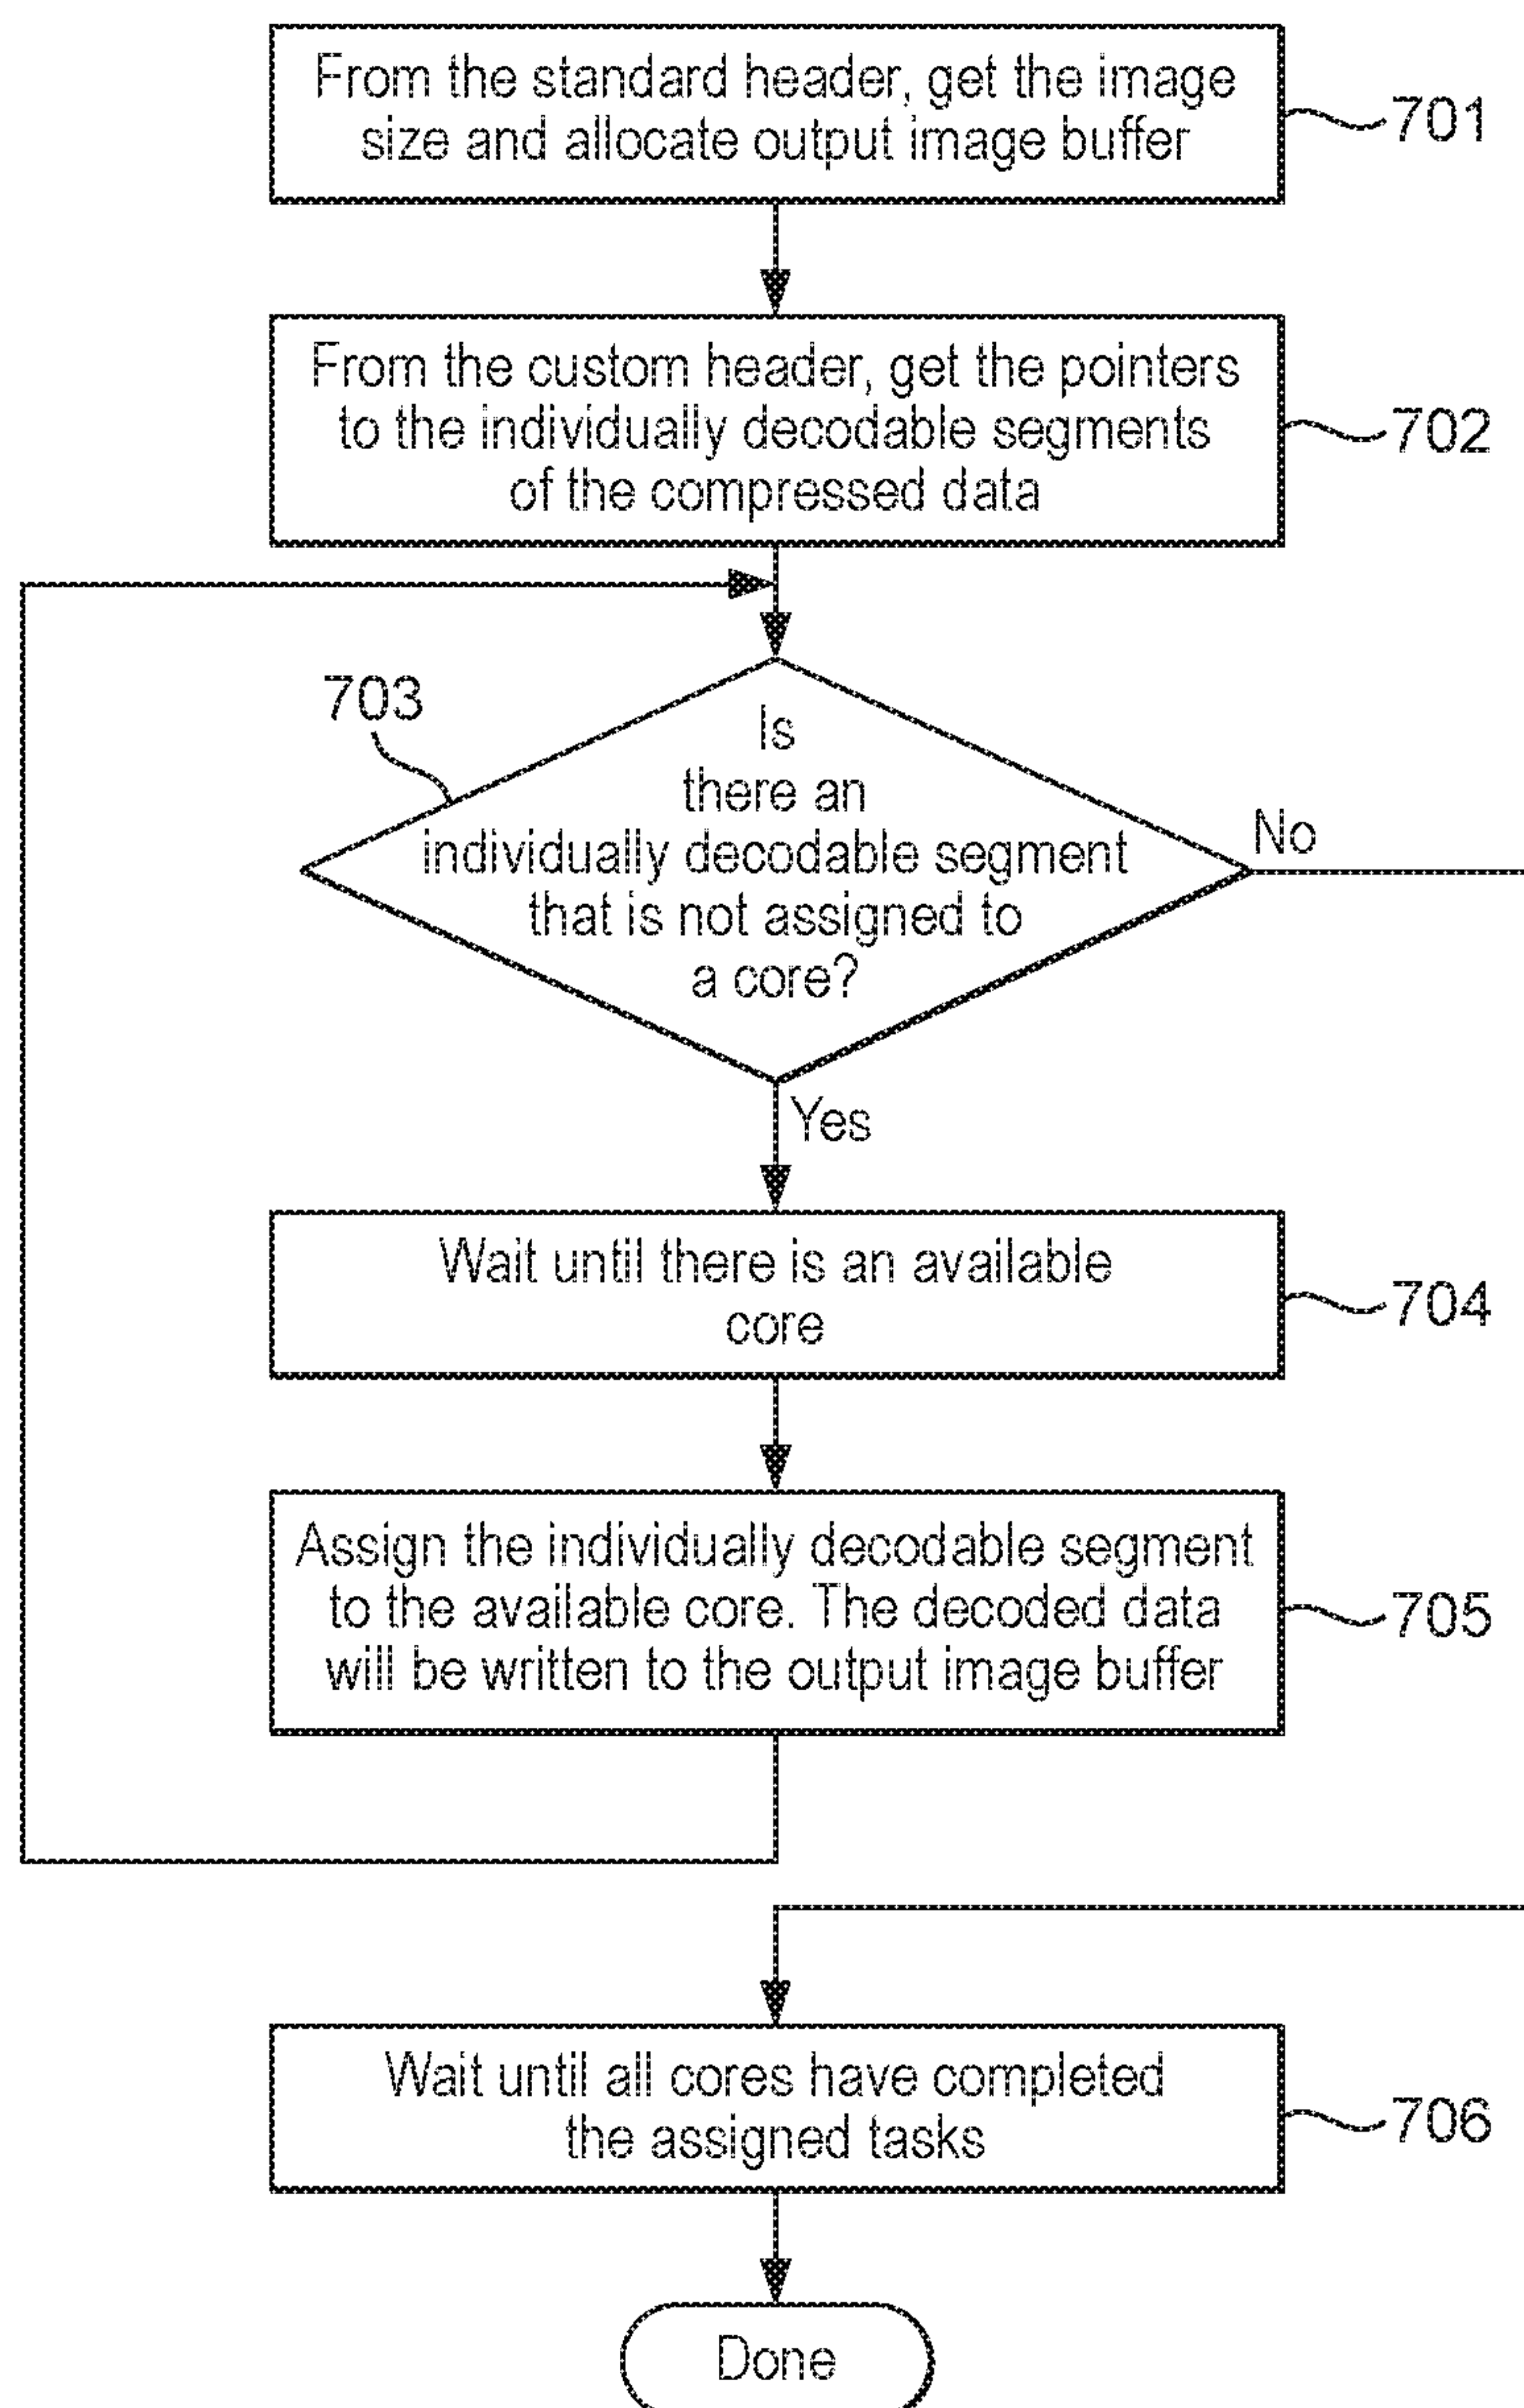 From the standard header, get the image
size and allocate output image buffer
701
From the custom header, get the pointers
to the individually decodable segments
of the compressed data
702
703
Is
there an
individually decodable segment
that is not assigned to
a core?
No
Yes
Wait until there is an available
core
704
Assign the individually decodable segment
to the available core. The decoded data
will be written to the output image buffer
705
Wait until all cores have completed
the assigned tasks
706
Done